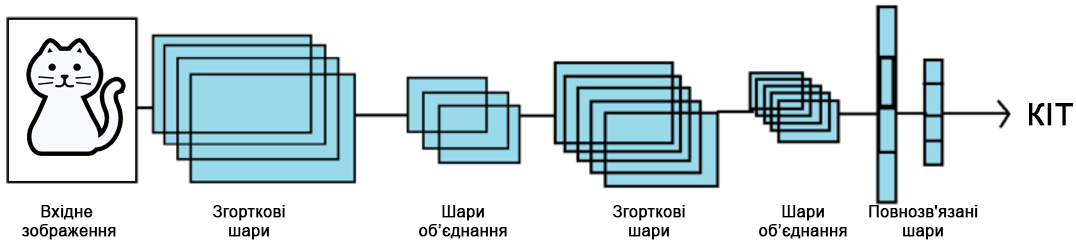 КІТ
Вхідне
зображення
Згорткові
шари
Шари
об’єднання
Згорткові
шари
Шари
об’єднання
Повнозв'язані
шари